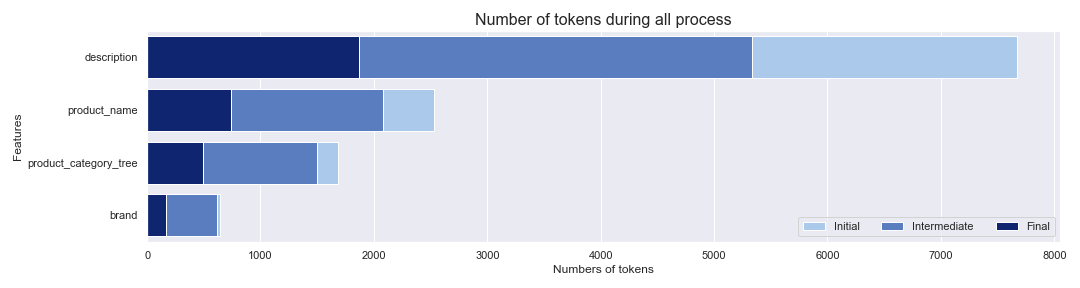 Number of tokens during all process
Features
description
product_name
product_category_tree
brand
Initial Intermediate Final
0 1000 2000 3000 4000 5000 6000 7000 8000
Numbers of tokens